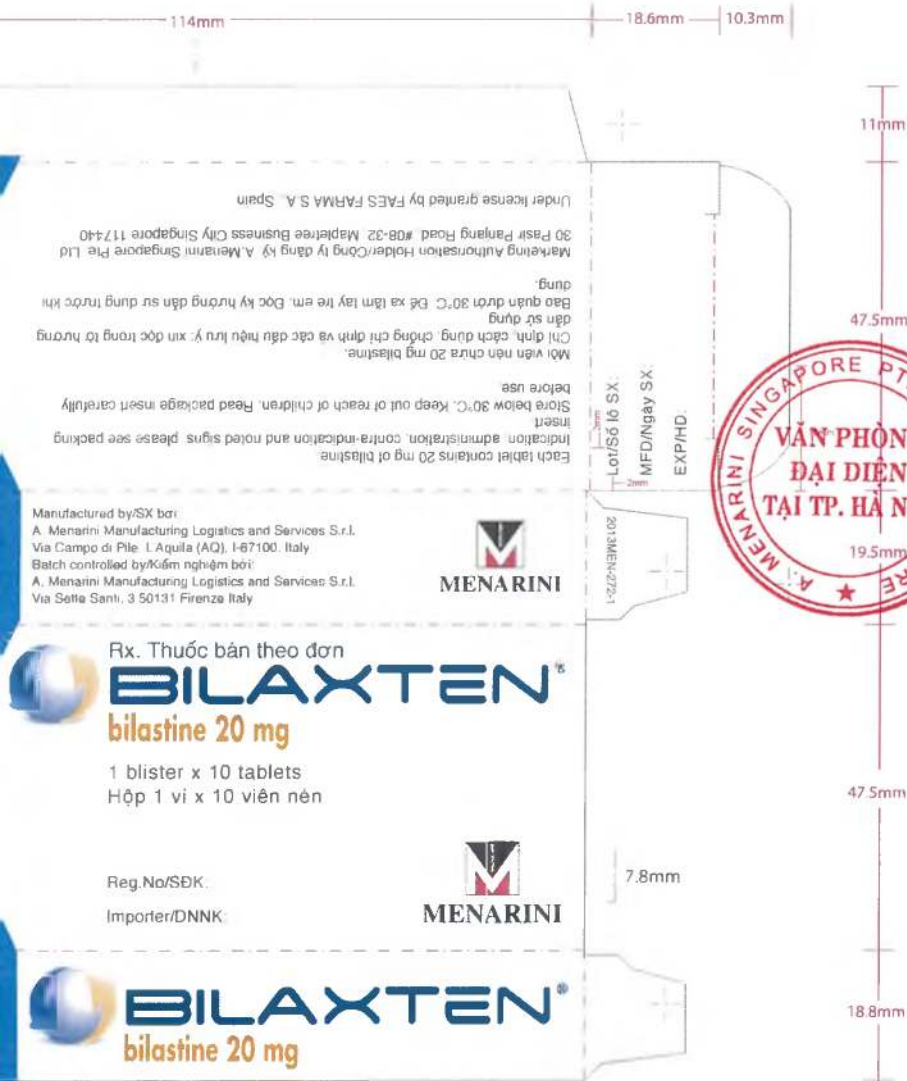 114mm
18.6mm
10.3mm
11mm
47.5mm
Each tablet contains 20 mg of bilastine.
Indication, administration, contra-indication and noted signs, please see packing
insert
Store below 30°C. Keep out of reach of children. Read package insert carefully
before use
Mỗi viên nén chứa 20 mg bilastine.
Chỉ định, cách dùng, chống chỉ định và các dấu hiệu lưu ý: xin đọc trong tờ hướng
dẫn sử dụng
Bảo quản dưới 30°C. Để xa tầm tay trẻ em. Đọc kỹ hướng dẫn sử dụng trước khi
dùng.
Marketing Authorisation Holder/Công ty đăng ký A.Menarini Singapore Pte. Ltd
30 Pasir Panjang Road #08-32 Mapletree Business City Singapore 117440
Under license granted by FAES FARMA S.A., Spain
Lot/Số lô SX:
MFD/Ngày SX:
EXP/HD.
2mm
A. MENARINI SINGAPORE PTE
VĂN PHÒN
ĐẠI DIỆN
TẠI TP. HÀ N
19.5mm
Manufactured by/SX bởi:
A. Menarini Manufacturing Logistics and Services S.r.l.
Via Campo di Pile L Aquila (AQ), I-67100. Italy
Batch controlled by/Kiểm nghiệm bởi:
A. Menarini Manufacturing Logistics and Services S.r.l.
Via Sette Santi, 3 50131 Firenze Italy
MENARINI
2013MEN-272-1
Rx. Thuốc bán theo đơn
BILAXTEN®
bilastine 20 mg
1 blister x 10 tablets
Hộp 1 vỉ x 10 viên nén
47.5mm
Reg.No/SĐK:
Importer/DNNK:
MENARINI
7.8mm
BILAXTEN®
bilastine 20 mg
18.8mm